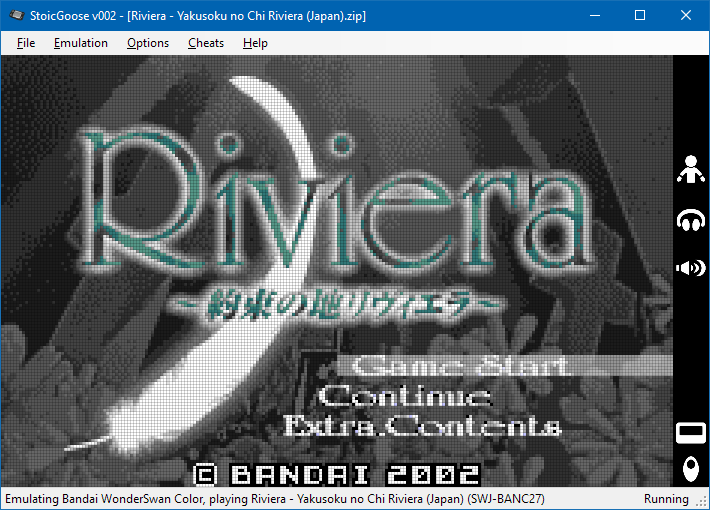 StoicGoose v002 - [Riviera - Yakusoku no Chi Riviera (Japan).zip]
File Emulation Options Cheats Help
Riviera
~約束の地リヴィエラ~
Game Start
Continue
Extra.Contents
© BANDAI 2002
Emulating Bandai WonderSwan Color, playing Riviera - Yakusoku no Chi Riviera (Japan) (SWJ-BANC27) Running